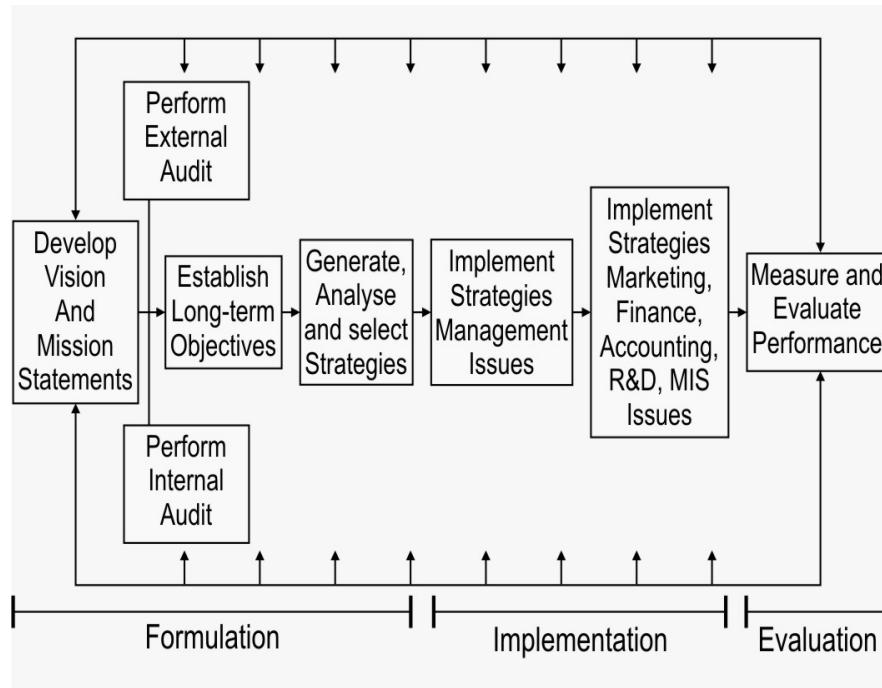 Perform
External
Audit
Develop
Vision
And
Mission
Statements
Establish
Long-term
Objectives
Generate,
Analyse
and select
Strategies
Implement
Strategies
Management
Issues
Implement
Strategies
Marketing,
Finance,
Accounting,
R&D, MIS
Issues
Measure and
Evaluate
Performance
Perform
Internal
Audit
Formulation
Implementation
Evaluation